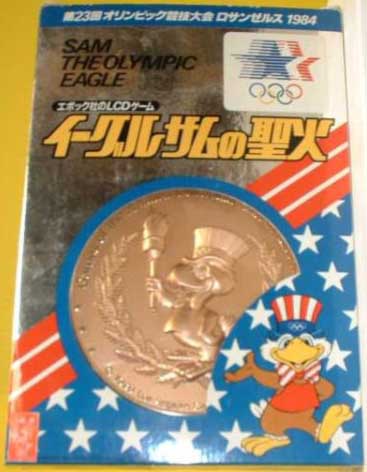 第23回オリンピック競技大会 ロサンゼルス 1984
SAM
THE OLYMPIC
EAGLE
エポック社のLCDゲーム
イーグルサムの聖火